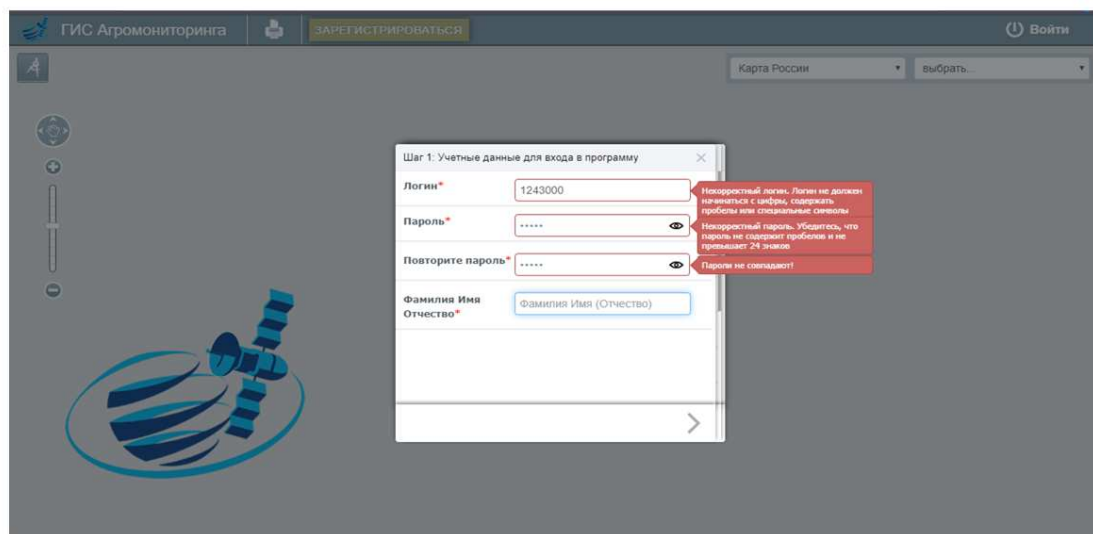 ГИС Агромониторинга
ЗАРЕГИСТРИРОВАТЬСЯ
Войти
Карта России
выбрать...
Шаг 1: Учетные данные для входа в программу
Логин*
1243000
Некорректный логин. Логин не должен
начинаться с цифры, содержать
пробелы или специальные символы
Пароль*
Некорректный пароль. Убедитесь, что
пароль не содержит пробелов и не
превышает 24 знаков
Повторите пароль*
Пароли не совпадают!
Фамилия Имя
Отчество*
Фамилия Имя (Отчество)